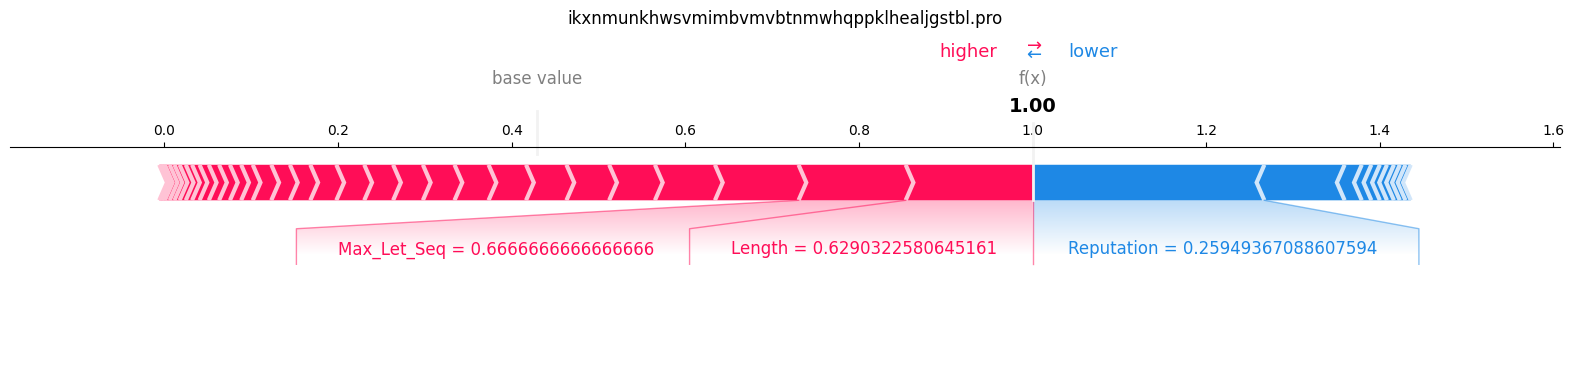 ikxnmunkhwsvmimbvmvbtnmwhqppklhealjgstbl.pro
higher → ← lower
base value f(x)
1.00
0.0 0.2 0.4 0.6 0.8 1.0 1.2 1.4 1.6
Max_Let_Seq = 0.6666666666666666 Length = 0.6290322580645161 Reputation = 0.25949367088607594